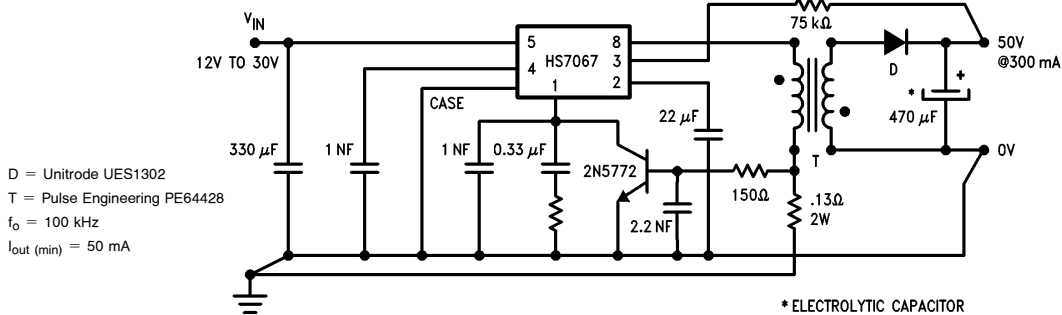 V_IN
12V TO 30V
330 µF
1 NF
CASE
5
4
1
HS7067
8
3
2
1 NF
0.33 µF
2N5772
22 µF
2.2 NF
150Ω
.13Ω
2W
T
75 kΩ
D
*
+
470 µF
50V
@300 mA
0V
D = Unitrode UES1302
T = Pulse Engineering PE64428
f_o = 100 kHz
I_out (min) = 50 mA
* ELECTROLYTIC CAPACITOR